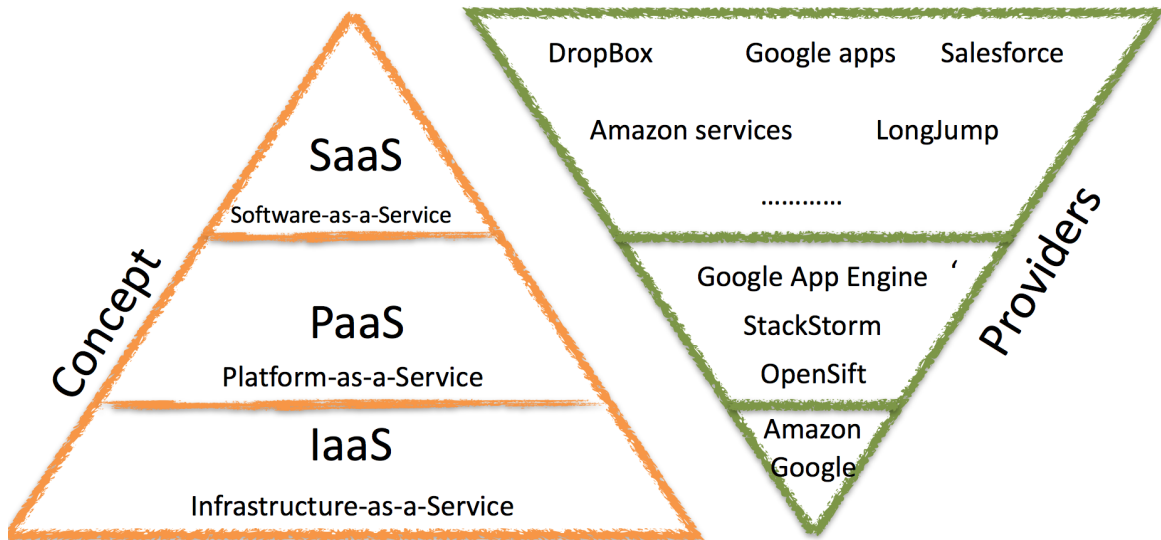 Concept
SaaS
Software-as-a-Service
PaaS
Platform-as-a-Service
IaaS
Infrastructure-as-a-Service
DropBox Google apps Salesforce
Amazon services LongJump
…………
Google App Engine ‘
StackStorm
OpenSift
Amazon
Google
Providers